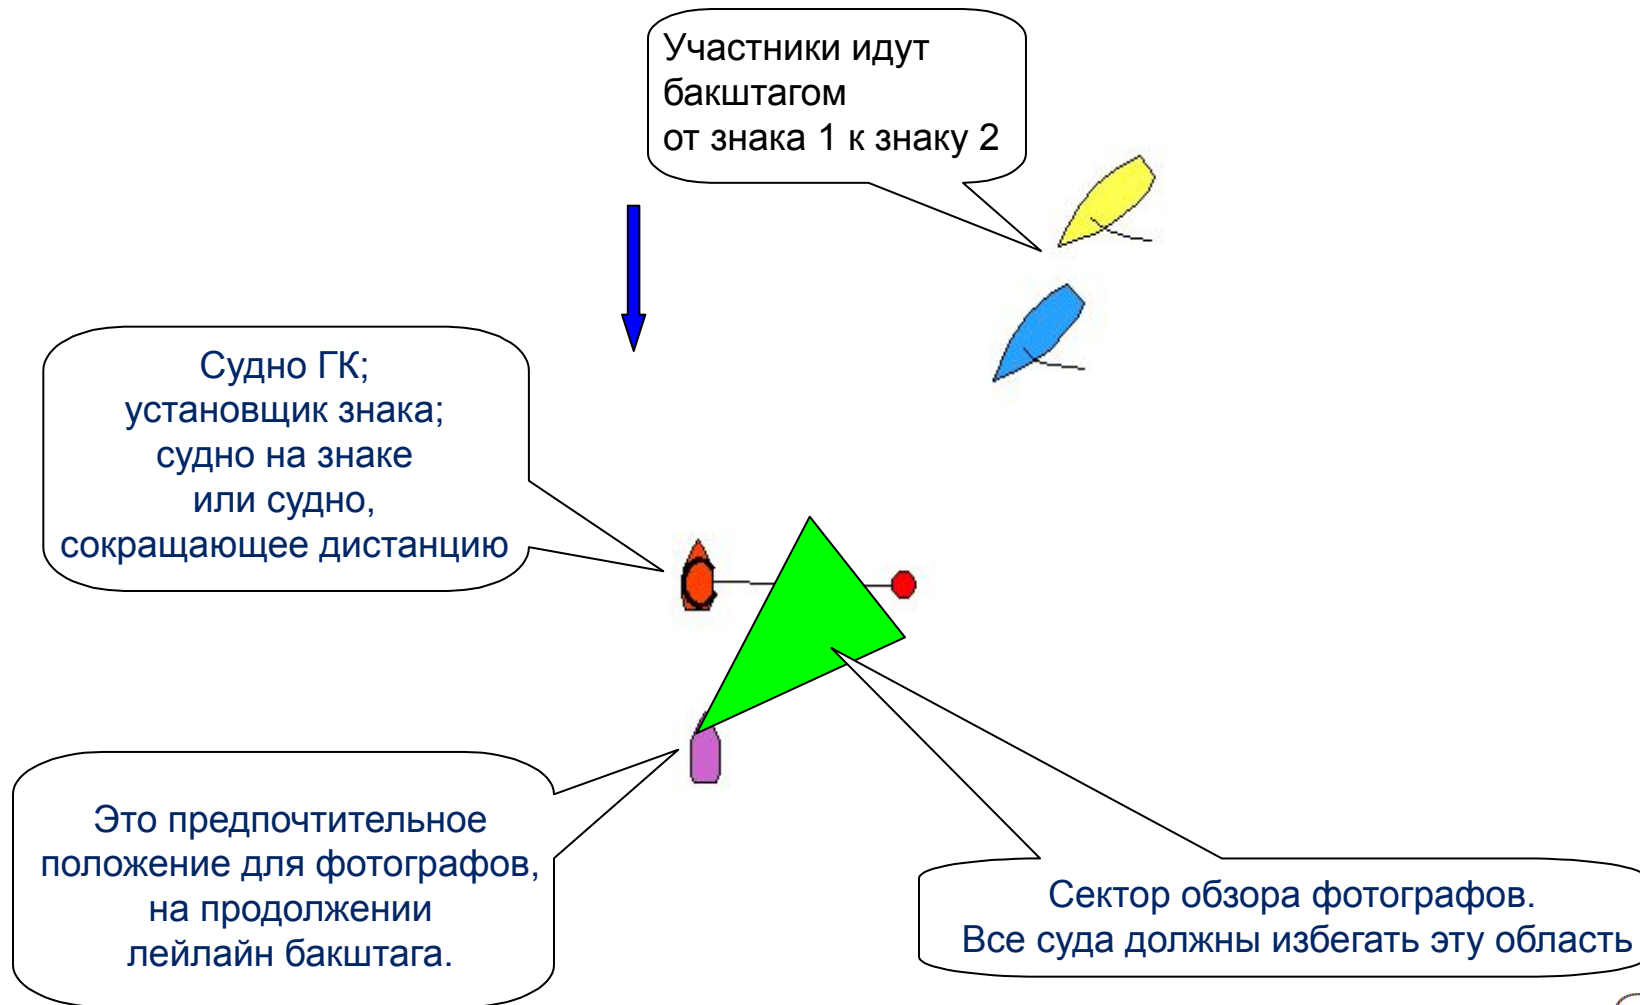 Участники идут
бакштагом
от знака 1 к знаку 2
Судно ГК;
установщик знака;
судно на знаке
или судно,
сокращающее дистанцию
Это предпочтительное
положение для фотографов,
на продолжении
лейлайн бакштага.
Сектор обзора фотографов.
Все суда должны избегать эту область